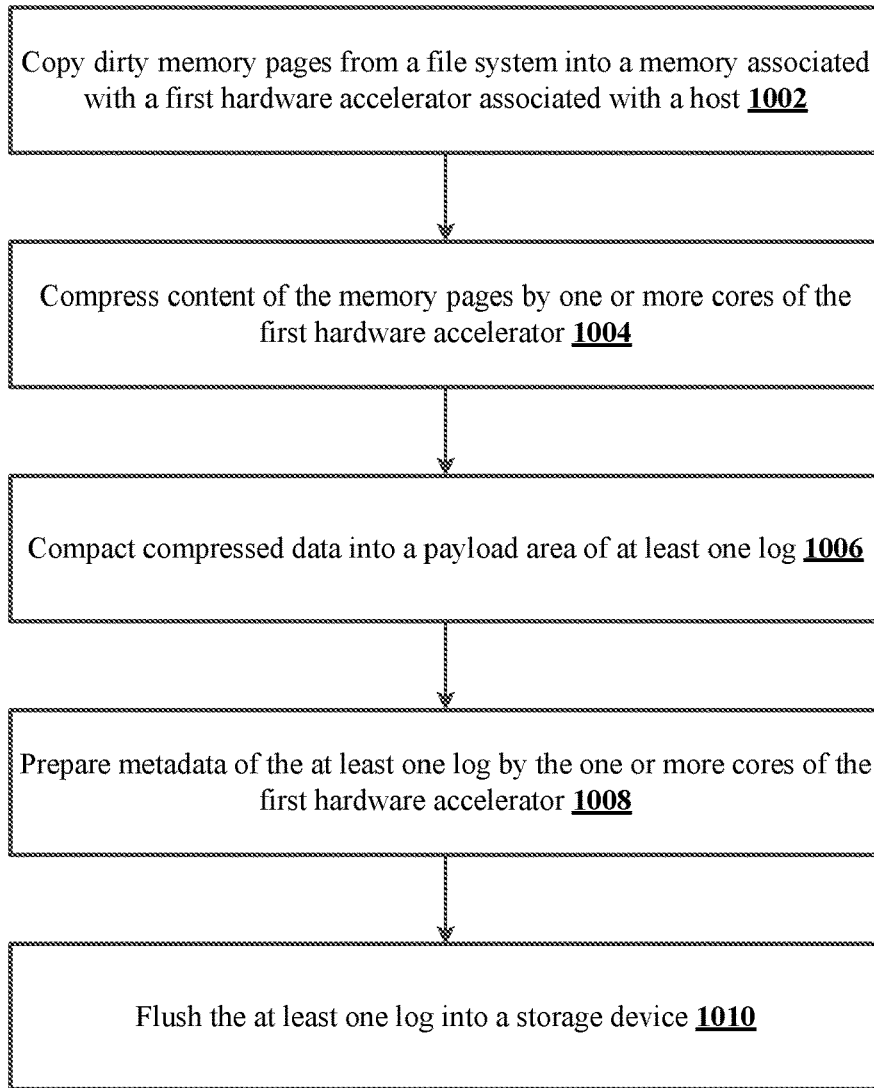 Copy dirty memory pages from a file system into a memory associated
with a first hardware accelerator associated with a host 1002
Compress content of the memory pages by one or more cores of the
first hardware accelerator 1004
Compact compressed data into a payload area of at least one log 1006
Prepare metadata of the at least one log by the one or more cores of the
first hardware accelerator 1008
Flush the at least one log into a storage device 1010